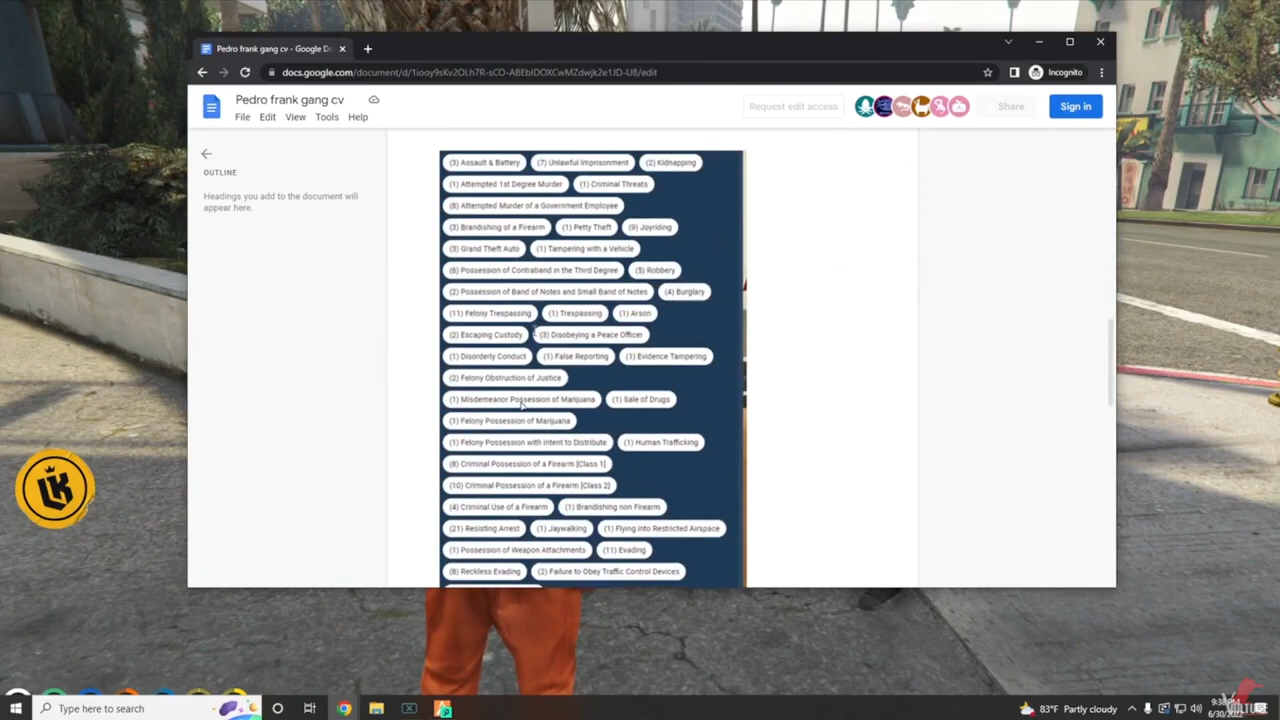 Pedro frank gang cv - Google Do
docs.google.com/document/d/1iooy9sKv2OLh7R-sCO-ABEbIDOXCwMZdwjk2e1JD-U8/edit
Incognito
Pedro frank gang cv
Request edit access
Share
Sign in
File Edit View Tools Help
OUTLINE
Headings you add to the document will
appear here.
(3) Assault & Battery (7) Unlawful Imprisonment (2) Kidnapping
(1) Attempted 1st Degree Murder (1) Criminal Threats
(8) Attempted Murder of a Government Employee
(3) Brandishing of a Firearm (1) Petty Theft (9) Joyriding
(3) Grand Theft Auto (1) Tampering with a Vehicle
(6) Possession of Contraband in the Third Degree (5) Robbery
(2) Possession of Band of Notes and Small Band of Notes (4) Burglary
(11) Felony Trespassing (1) Trespassing (1) Arson
(2) Escaping Custody (3) Disobeying a Peace Officer
(1) Disorderly Conduct (1) False Reporting (1) Evidence Tampering
(2) Felony Obstruction of Justice
(1) Misdemeanor Possession of Marijuana (1) Sale of Drugs
(1) Felony Possession of Marijuana
(1) Felony Possession with Intent to Distribute (1) Human Trafficking
(8) Criminal Possession of a Firearm [Class 1]
(10) Criminal Possession of a Firearm [Class 2]
(4) Criminal Use of a Firearm (1) Brandishing non Firearm
(21) Resisting Arrest (1) Jaywalking (1) Flying into Restricted Airspace
(1) Possession of Weapon Attachments (11) Evading
(8) Reckless Evading (2) Failure to Obey Traffic Control Devices
LK
Type here to search
83°F Partly cloudy